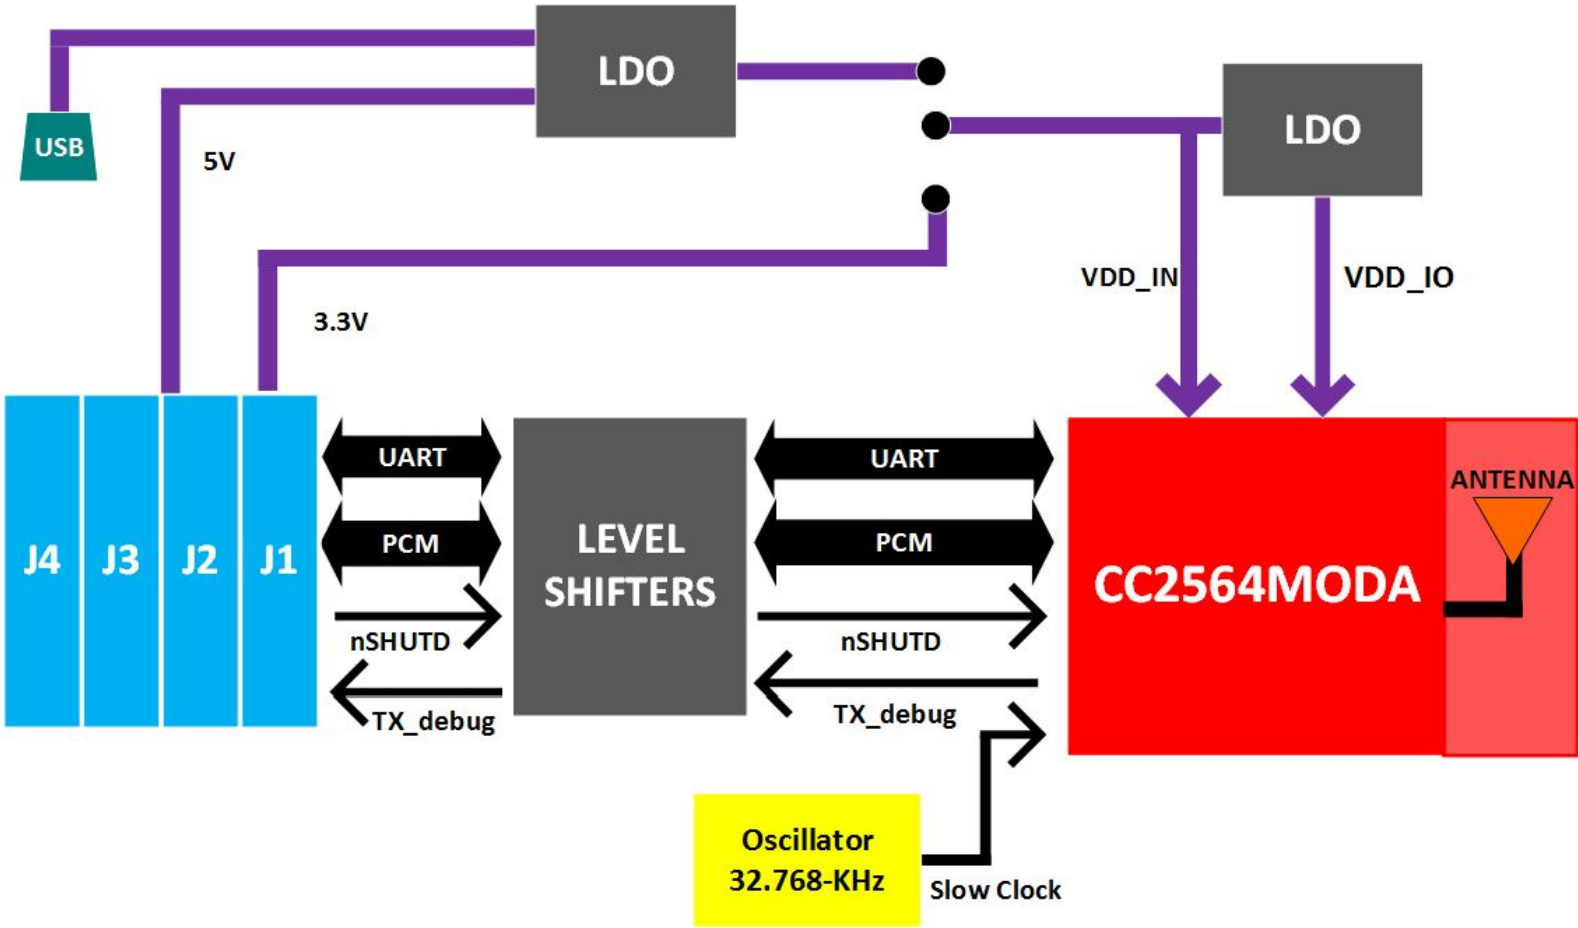 LDO
LDO
USB
5V
VDD_IN
VDD_IO
3.3V
UART
UART
ANTENNA
PCM
PCM
J4
J3
J2
J1
LEVEL
SHIFTERS
CC2564MODA
nSHUTD
nSHUTD
TX_debug
TX_debug
Oscillator
32.768-KHz
Slow Clock